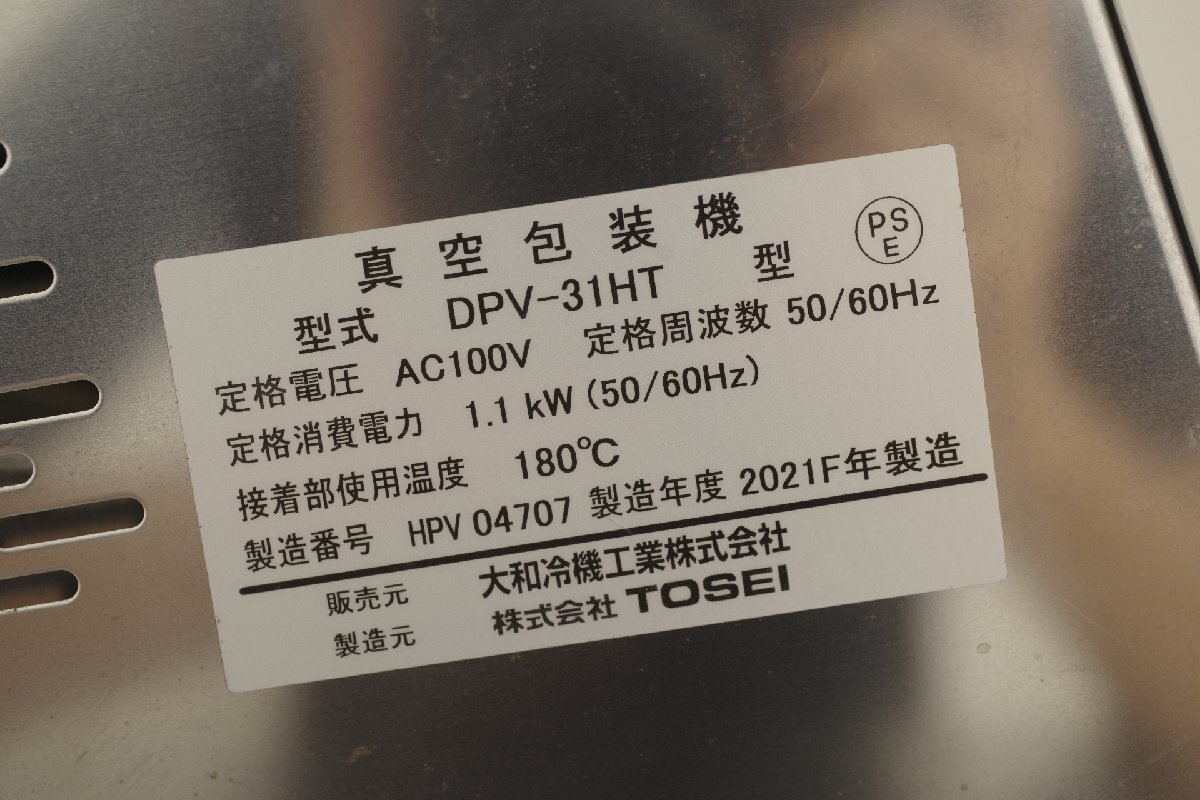 真空包装機
PS
E
型式 DPV-31HT 型
定格電圧 AC100V 定格周波数 50/60Hz
定格消費電力 1.1 kW (50/60Hz)
接着部使用温度 180℃
製造番号 HPV 04707 製造年度 2021F年製造
販売元 大和冷機工業株式会社
製造元 株式会社 TOSEI